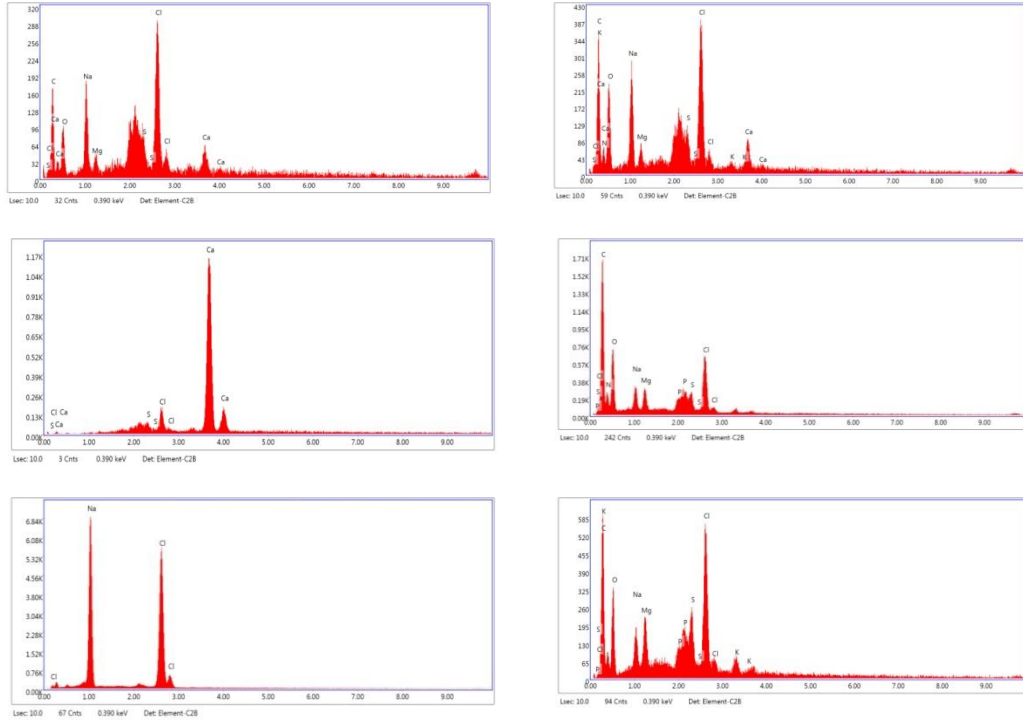 320
288
256
224
192
160
128
96
64
32
0
C
Ca
O
Cl
Ca
S
Na
Mg
S
S
Cl
Cl
Ca
Ca
0.00 1.00 2.00 3.00 4.00 5.00 6.00 7.00 8.00 9.00
Lsec: 10.0 32 Cnts 0.390 keV Det: Element-C2B
430
387
344
301
258
215
172
129
86
43
0
C
K
Ca
O
Ca
Cl
N
S
Na
Mg
S
S
Cl
Cl
K
K
Ca
Ca
0.00 1.00 2.00 3.00 4.00 5.00 6.00 7.00 8.00 9.00
Lsec: 10.0 59 Cnts 0.390 keV Det: Element-C2B
1.17K
1.04K
0.91K
0.78K
0.65K
0.52K
0.39K
0.26K
0.13K
0.00K
Cl Ca
S Ca
S
S
Cl
Cl
Ca
Ca
0.00 1.00 2.00 3.00 4.00 5.00 6.00 7.00 8.00 9.00
Lsec: 10.0 3 Cnts 0.390 keV Det: Element-C2B
1.71K
1.52K
1.33K
1.14K
0.95K
0.76K
0.57K
0.38K
0.19K
0.00K
C
O
Cl
S
N
P
Na
Mg
P
P
S
S
Cl
Cl
0.00 1.00 2.00 3.00 4.00 5.00 6.00 7.00 8.00 9.00
Lsec: 10.0 242 Cnts 0.390 keV Det: Element-C2B
6.84K
6.08K
5.32K
4.56K
3.80K
3.04K
2.28K
1.52K
0.76K
0.00K
Cl
Na
Cl
Cl
0.00 1.00 2.00 3.00 4.00 5.00 6.00 7.00 8.00 9.00
Lsec: 10.0 67 Cnts 0.390 keV Det: Element-C2B
585
520
455
390
325
260
195
130
65
0
K
C
O
S
Cl
P
Na
Mg
P
P
S
S
Cl
Cl
K
K
0.00 1.00 2.00 3.00 4.00 5.00 6.00 7.00 8.00 9.00
Lsec: 10.0 94 Cnts 0.390 keV Det: Element-C2B